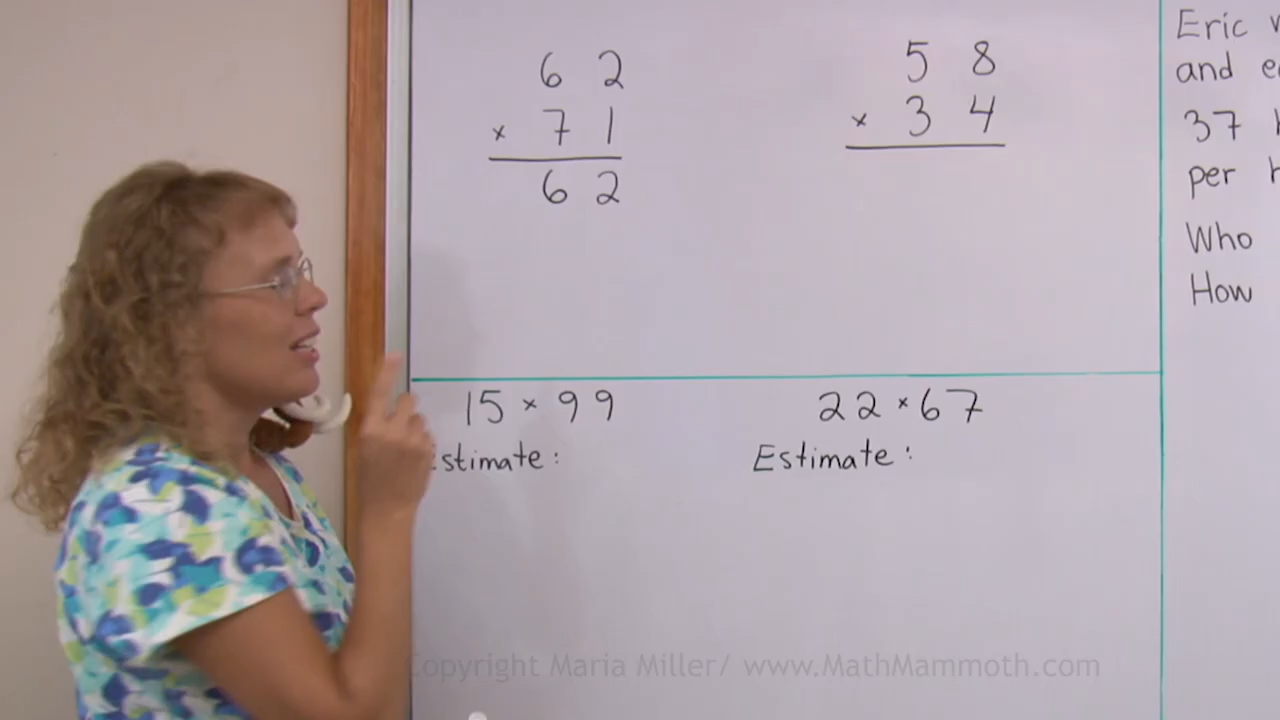 6 2
× 7 1
6 2
5 8
× 3 4
15 × 99
Estimate:
22 × 67
Estimate:
Eric
and
37
per
Who
How
Copyright Maria Miller/ www.MathMammoth.com